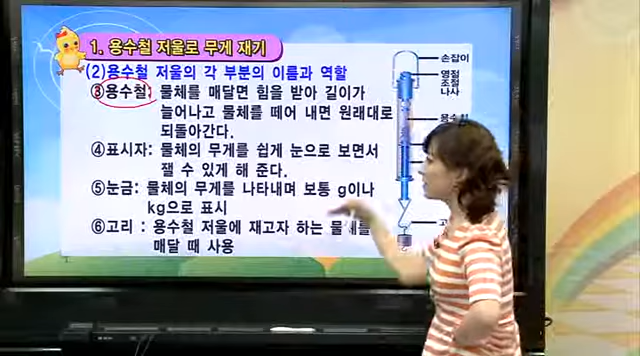 1. 용수철 저울로 무게 재기
(2)용수철 저울의 각 부분의 이름과 역할
③용수철: 물체를 매달면 힘을 받아 길이가
늘어나고 물체를 떼어 내면 원래대로
되돌아간다.
④표시자: 물체의 무게를 쉽게 눈으로 보면서
잴 수 있게 해 준다.
⑤눈금: 물체의 무게를 나타내며 보통 g이나
kg으로 표시
⑥고리 : 용수철 저울에 재고자 하는 물체를
매달 때 사용
손잡이
영점
조절
나사